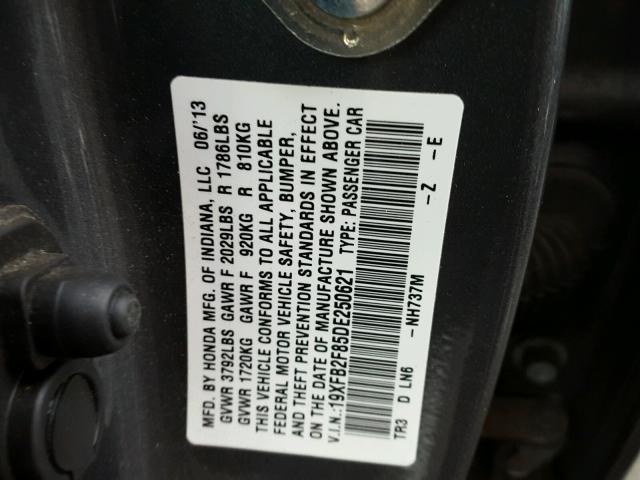 MFD. BY HONDA MFG. OF INDIANA, LLC 06/'13
GVWR 3792LBS GAWR F 2029LBS R 1786LBS
GVWR 1720KG GAWR F 920KG R 810KG
THIS VEHICLE CONFORMS TO ALL APPLICABLE
FEDERAL MOTOR VEHICLE SAFETY, BUMPER,
AND THEFT PREVENTION STANDARDS IN EFFECT
ON THE DATE OF MANUFACTURE SHOWN ABOVE.
V.I.N.:19XFB2F85DE250621 TYPE: PASSENGER CAR
TR3 D LN6 -NH737M -Z -E